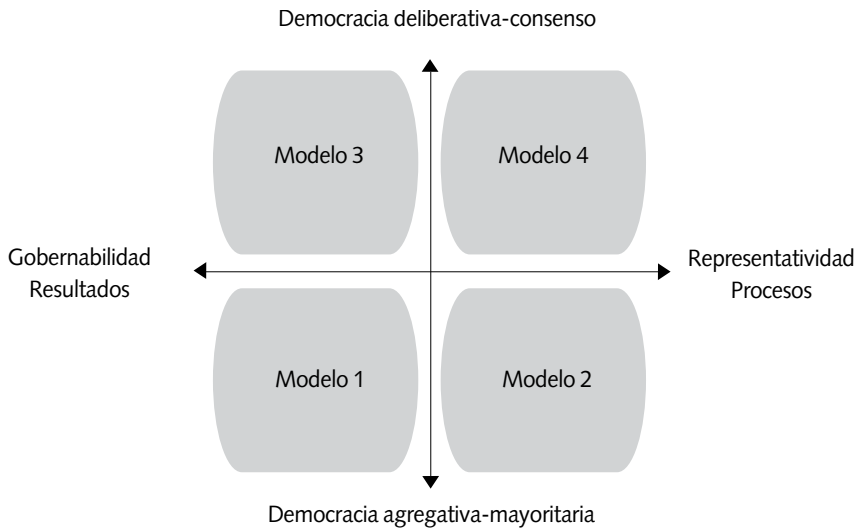 Democracia deliberativa-consenso
Modelo 3
Modelo 4
Gobernabilidad
Resultados
Representatividad
Procesos
Modelo 1
Modelo 2
Democracia agregativa-mayoritaria